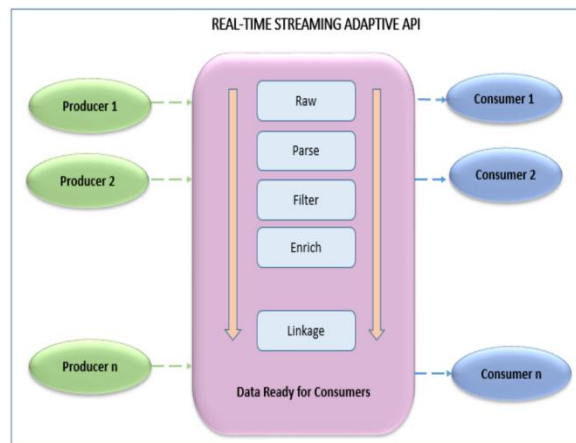 REAL-TIME STREAMING ADAPTIVE API
Producer 1
Raw
Consumer 1
Parse
Producer 2
Consumer 2
Filter
Enrich
Linkage
Producer n
Consumer n
Data Ready for Consumers